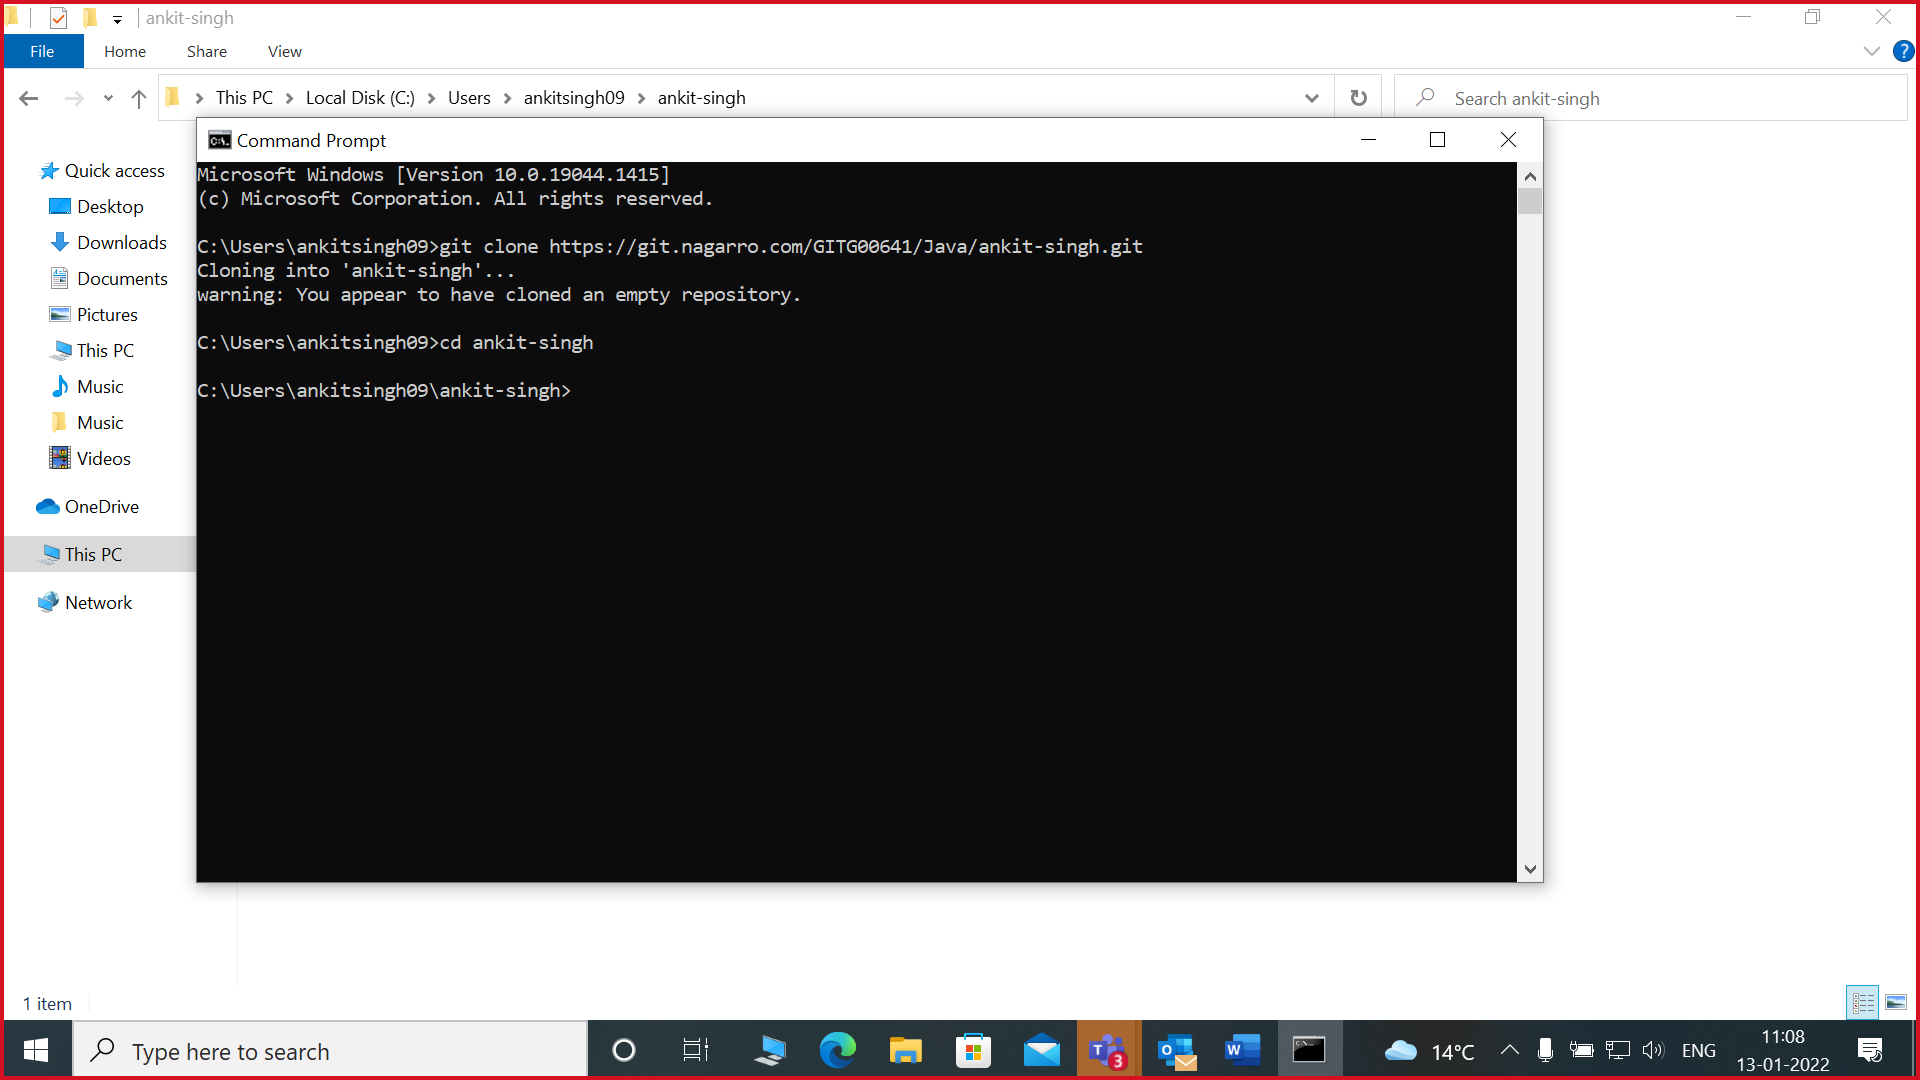 ankit-singh
File Home Share View
This PC Local Disk (C:) Users ankitsingh09 ankit-singh
Search ankit-singh
Command Prompt
Microsoft Windows [Version 10.0.19044.1415]
(c) Microsoft Corporation. All rights reserved.
C:\Users\ankitsingh09>git clone https://git.nagarro.com/GITG00641/Java/ankit-singh.git
Cloning into 'ankit-singh'...
warning: You appear to have cloned an empty repository.
C:\Users\ankitsingh09>cd ankit-singh
C:\Users\ankitsingh09\ankit-singh>
Quick access
Desktop
Downloads
Documents
Pictures
This PC
Music
Music
Videos
OneDrive
This PC
Network
1 item
Type here to search
3
14°C
ENG
11:08
13-01-2022